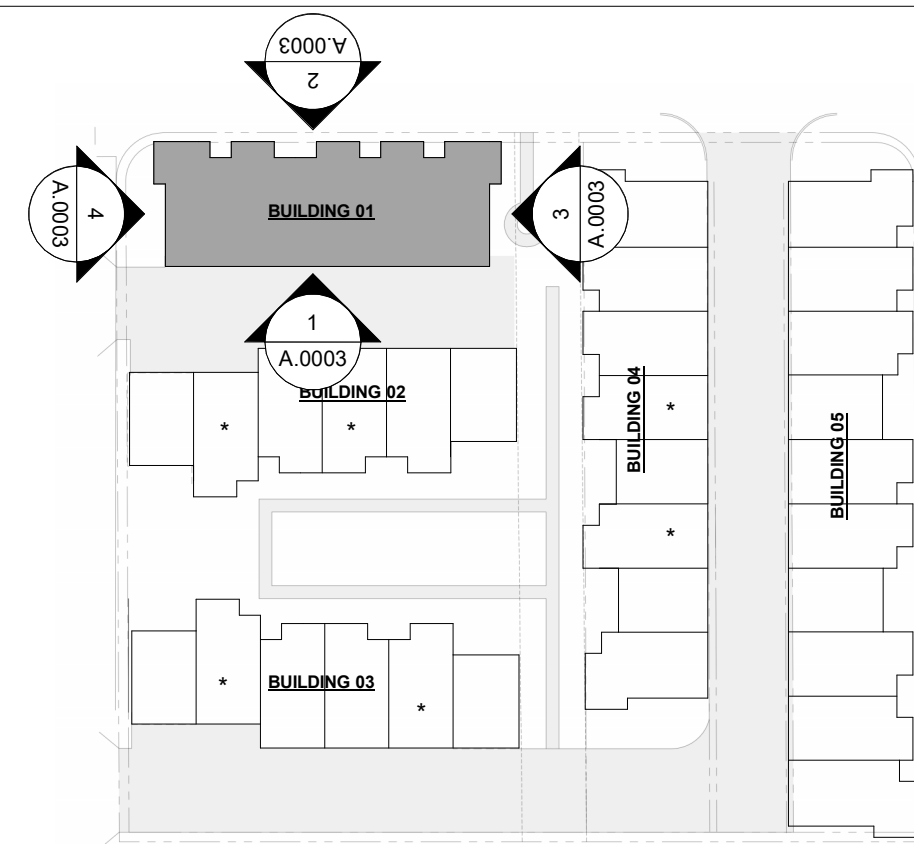 A.0003
2
BUILDING 01
4
A.0003
3
A.0003
1
A.0003
BUILDING 02
*
*
BUILDING 04
*
*
BUILDING 05
BUILDING 03
*
*